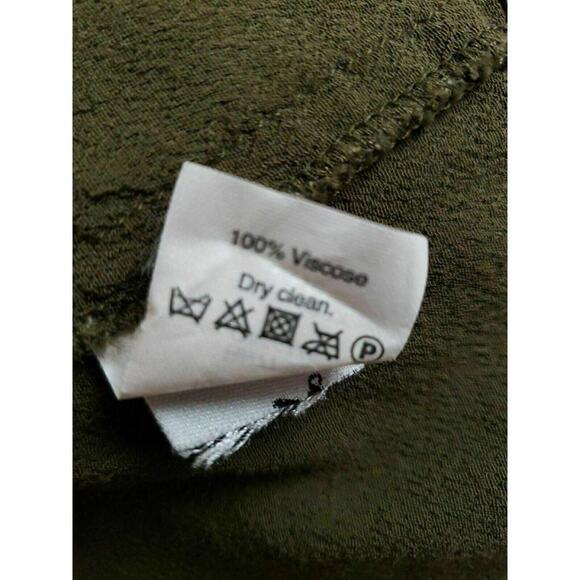 100% Viscose
Dry clean.
P